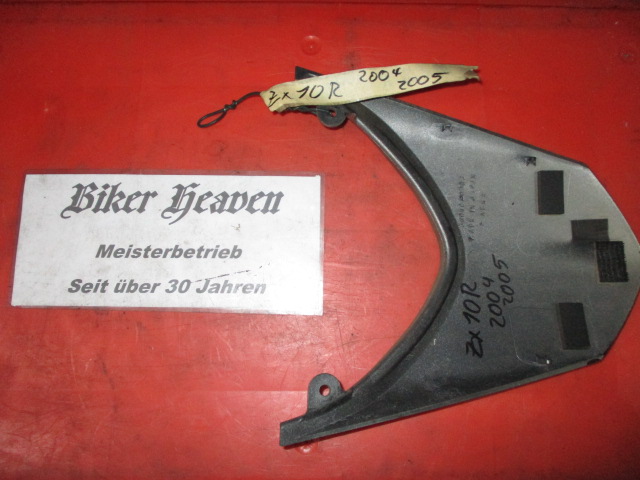 Zx 10R 2004
2005
Biker Heaven
Meisterbetrieb
Seit über 30 Jahren
Zx 10R
2004
2005